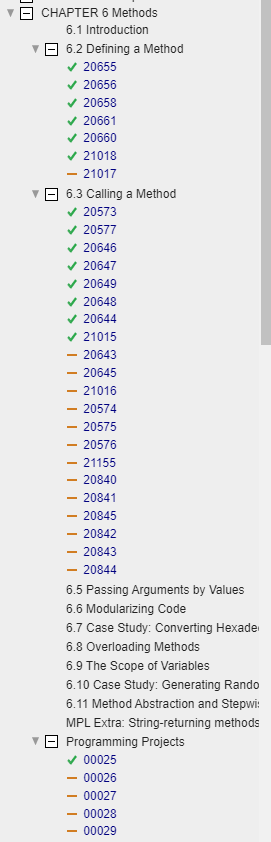 CHAPTER 6 Methods
6.1 Introduction
6.2 Defining a Method
20655
20656
20658
20661
20660
21018
21017
6.3 Calling a Method
20573
20577
20646
20647
20649
20648
20644
21015
20643
20645
21016
20574
20575
20576
21155
20840
20841
20845
20842
20843
20844
6.5 Passing Arguments by Values
6.6 Modularizing Code
6.7 Case Study: Converting Hexade
6.8 Overloading Methods
6.9 The Scope of Variables
6.10 Case Study: Generating Rando
6.11 Method Abstraction and Stepwi
MPL Extra: String-returning methods
Programming Projects
00025
00026
00027
00028
00029